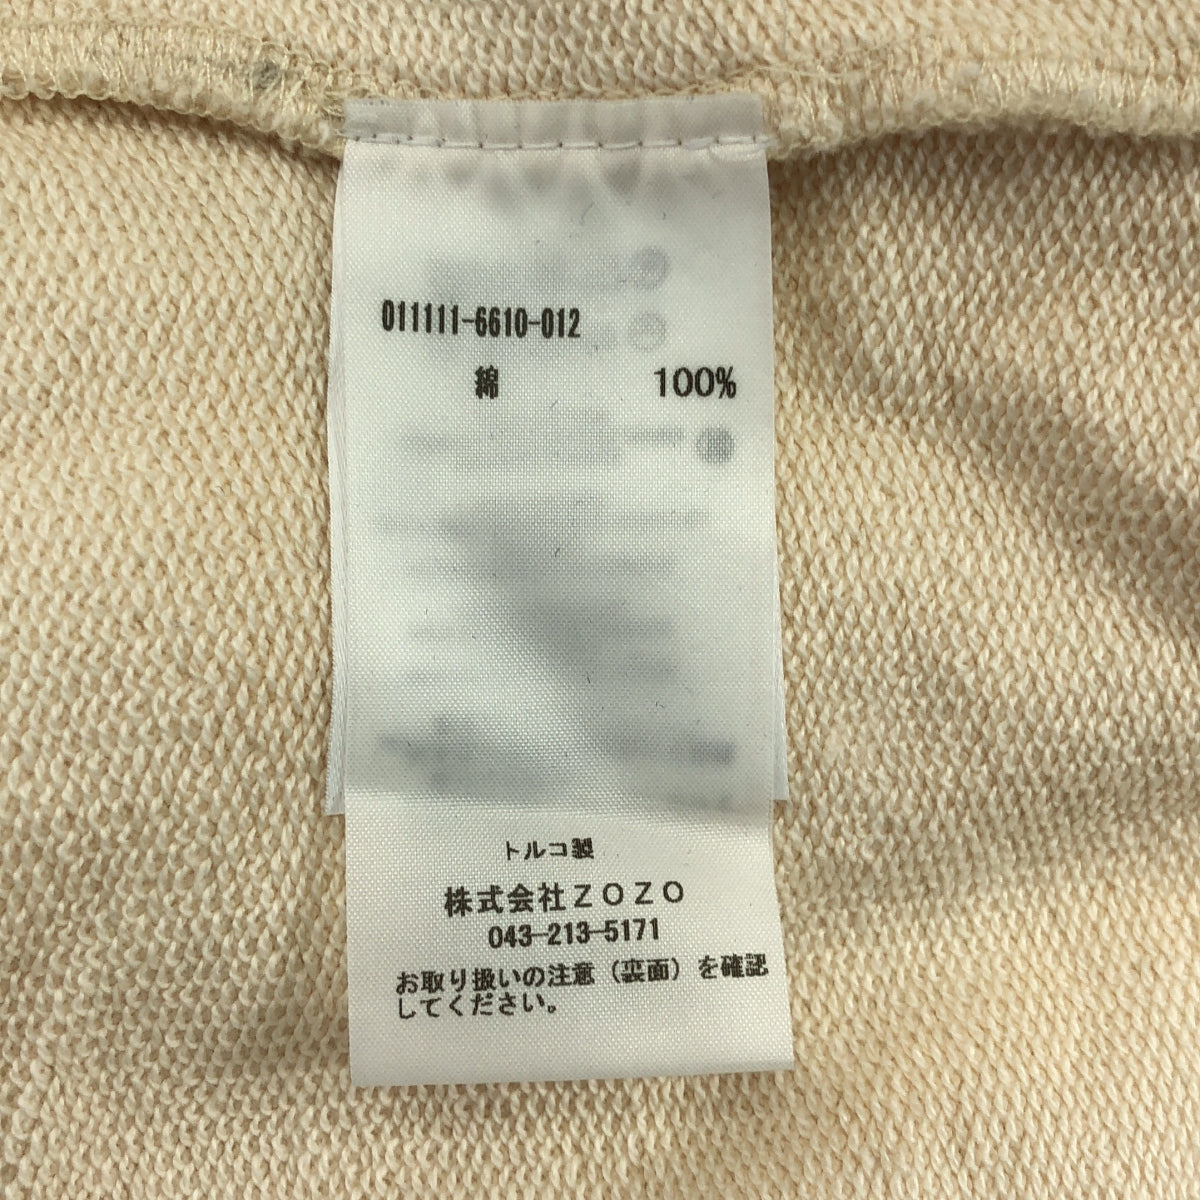 011111-6610-012
綿 100%
トルコ製
株式会社ZOZO
043-213-5171
お取り扱いの注意（裏面）を確認
してください。